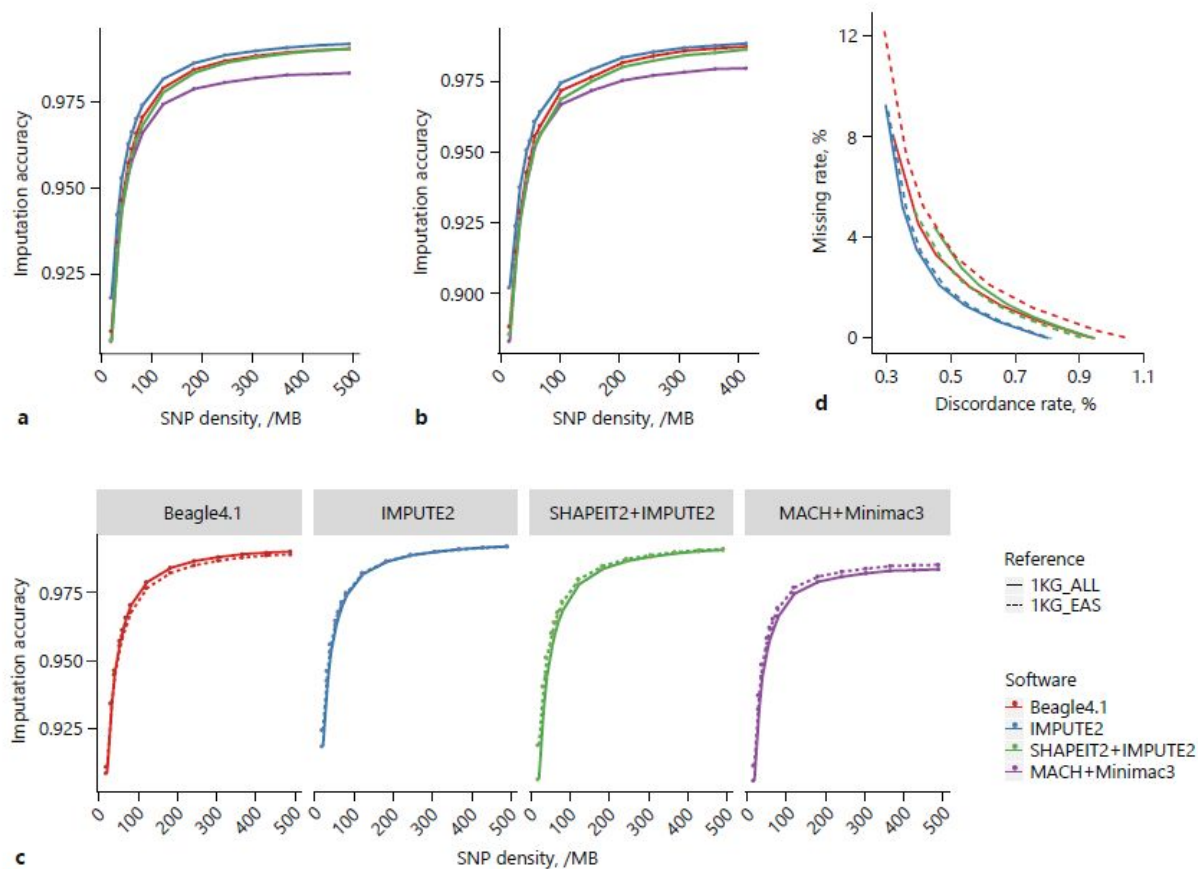 Imputation accuracy
0.975
0.950
0.925
0 100 200 300 400 500
SNP density, /MB
a
Imputation accuracy
0.975
0.950
0.925
0.900
0 100 200 300 400
SNP density, /MB
b
Missing rate, %
12
8
4
0
0.3 0.5 0.7 0.9 1.1
Discordance rate, %
d
Beagle4.1 IMPUTE2 SHAPEIT2+IMPUTE2 MACH+Minimac3
Imputation accuracy
0.975
0.950
0.925
0 100 200 300 400 500 0 100 200 300 400 500 0 100 200 300 400 500 0 100 200 300 400 500
SNP density, /MB
c
Reference
1KG_ALL
1KG_EAS
Software
Beagle4.1
IMPUTE2
SHAPEIT2+IMPUTE2
MACH+Minimac3